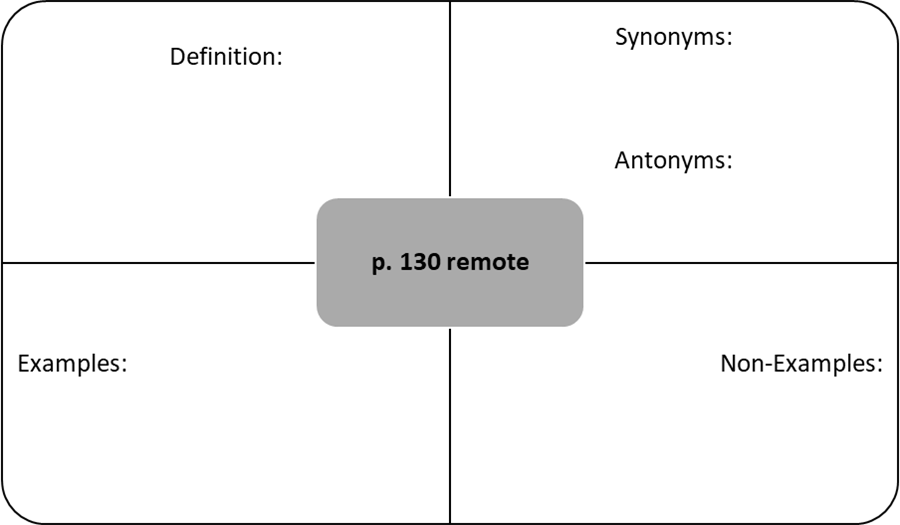 Definition:
Synonyms:
Antonyms:
p. 130 remote
Examples:
Non-Examples: